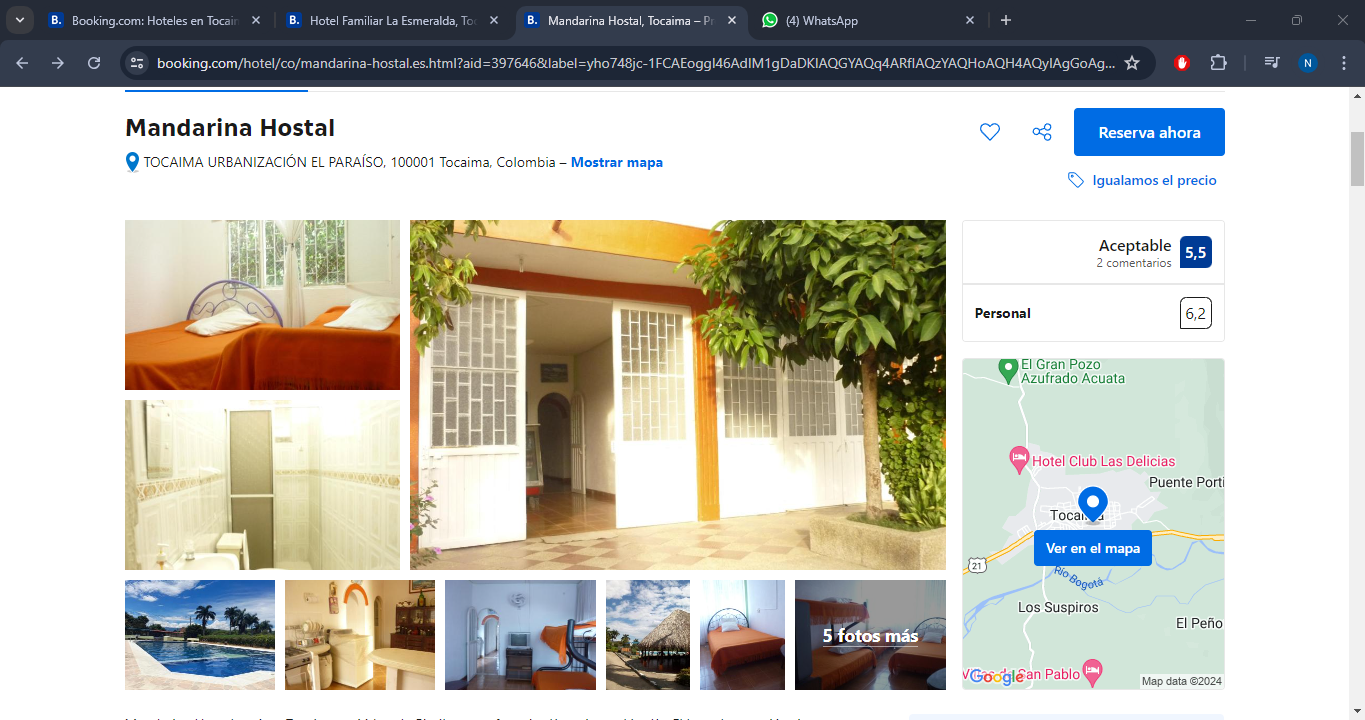 Booking.com: Hoteles en Tocain
Hotel Familiar La Esmeralda, Toc
Mandarina Hostal, Tocaima – Pr
(4) WhatsApp
booking.com/hotel/co/mandarina-hostal.es.html?aid=397646&label=yho748jc-1FCAEoggI46AdIM1gDaDKIAQGYAQq4ARfIAQzYAQHoAQH4AQyIAgGoAg...
N
Mandarina Hostal
Reserva ahora
TOCAIMA URBANIZACIÓN EL PARAÍSO, 100001 Tocaima, Colombia – Mostrar mapa
Igualamos el precio
Aceptable
2 comentarios
5,5
Personal
6,2
El Gran Pozo
Azufrado Acuata
Hotel Club Las Delicias
Puente Porti
Ver en el mapa
21
Río Bogotá
Los Suspiros
El Peño
San Pablo
Google
Map data ©2024
5 fotos más